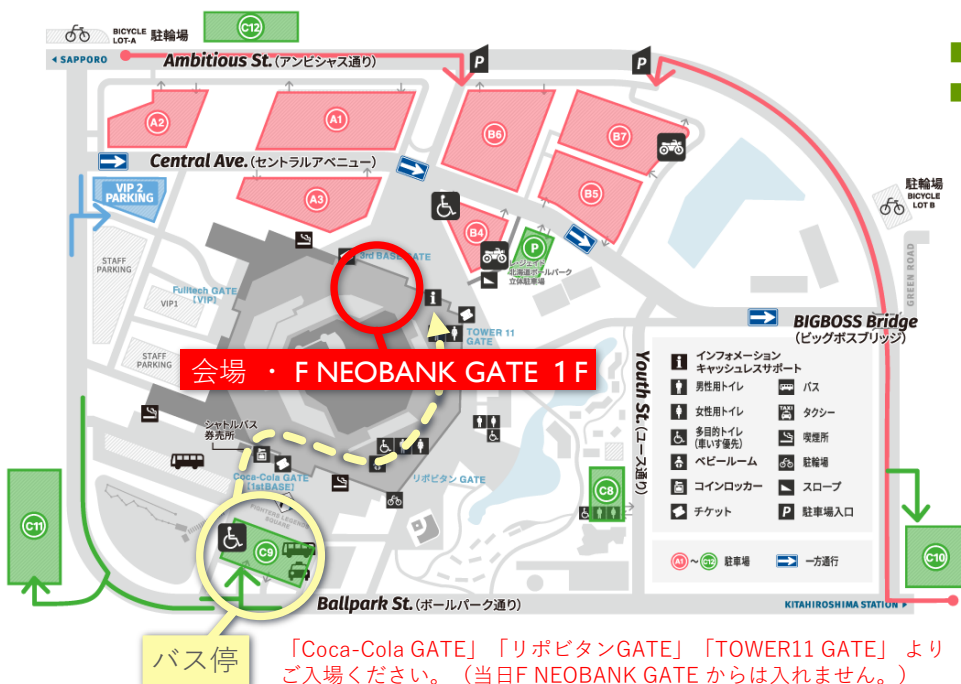 BICYCLE
LOT-A
駐輪場
C12
SAPPORO
Ambitious St.(アンビシャス通り)
P
P
A2
A1
B6
B7
Central Ave.(セントラルアベニュー)
VIP 2
PARKING
A3
B5
B4
P
駐輪場
BICYCLE
LOT B
北海道ボールパーク
立体駐車場
3rd BASE GATE
STAFF
PARKING
Fulltech GATE
[VIP]
VIP1
GREEN ROAD
TOWER 11
GATE
BIGBOSS Bridge
(ビッグボスブリッジ)
STAFF
PARKING
会場 ・ F NEOBANK GATE 1F
Youth St.(ユース通り)
インフォメーション
キャッシュレスサポート
男性用トイレ
バス
女性用トイレ
TAXI
タクシー
多目的トイレ
(車いす優先)
喫煙所
ベビールーム
駐輪場
コインロッカー
スロープ
チケット
P
駐車場入口
A1～C12 駐車場
一方通行
シャトルバス
券売所
Coca-Cola GATE
[1stBASE]
リポビタン GATE
FIGHTERS LEGENDS
SQUARE
C8
C11
C9
C10
Ballpark St.(ボールパーク通り)
KITAHIROSHIMA STATION
バス停
「Coca-Cola GATE」「リポビタンGATE」「TOWER11 GATE」 より
ご入場ください。（当日F NEOBANK GATE からは入れません。）